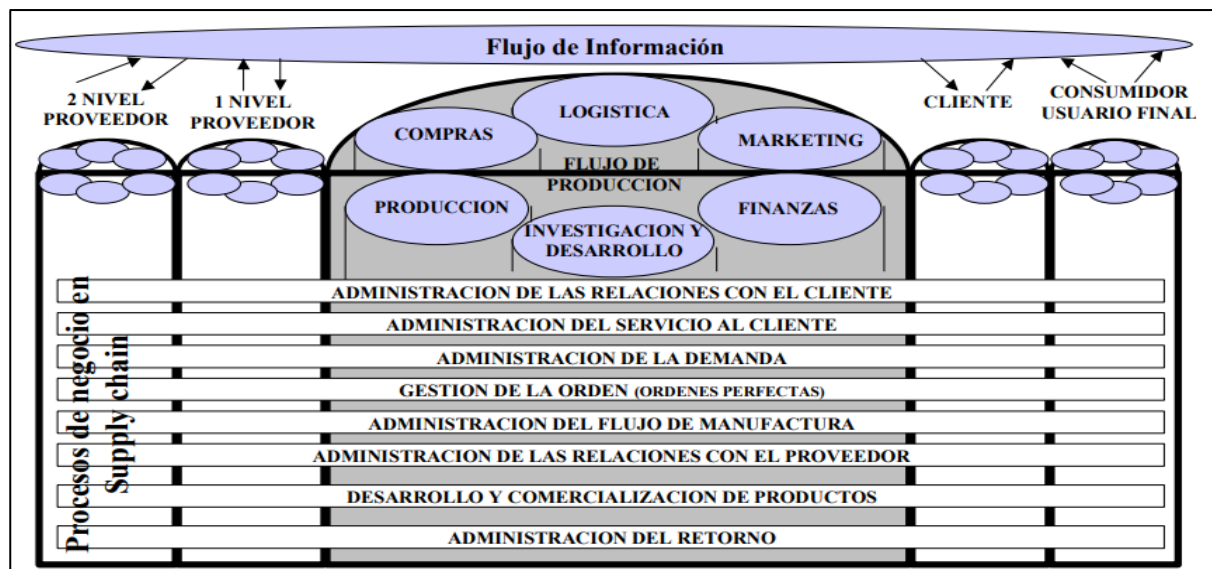 Flujo de Información
2 NIVEL
PROVEEDOR
1 NIVEL
PROVEEDOR
CLIENTE
CONSUMIDOR
USUARIO FINAL
LOGISTICA
COMPRAS
MARKETING
FLUJO DE
PRODUCCION
PRODUCCION
FINANZAS
INVESTIGACION Y
DESARROLLO
Procesos de negocio en
Supply chain
ADMINISTRACION DE LAS RELACIONES CON EL CLIENTE
ADMINISTRACION DEL SERVICIO AL CLIENTE
ADMINISTRACION DE LA DEMANDA
GESTION DE LA ORDEN (ORDENES PERFECTAS)
ADMINISTRACION DEL FLUJO DE MANUFACTURA
ADMINISTRACION DE LAS RELACIONES CON EL PROVEEDOR
DESARROLLO Y COMERCIALIZACION DE PRODUCTOS
ADMINISTRACION DEL RETORNO